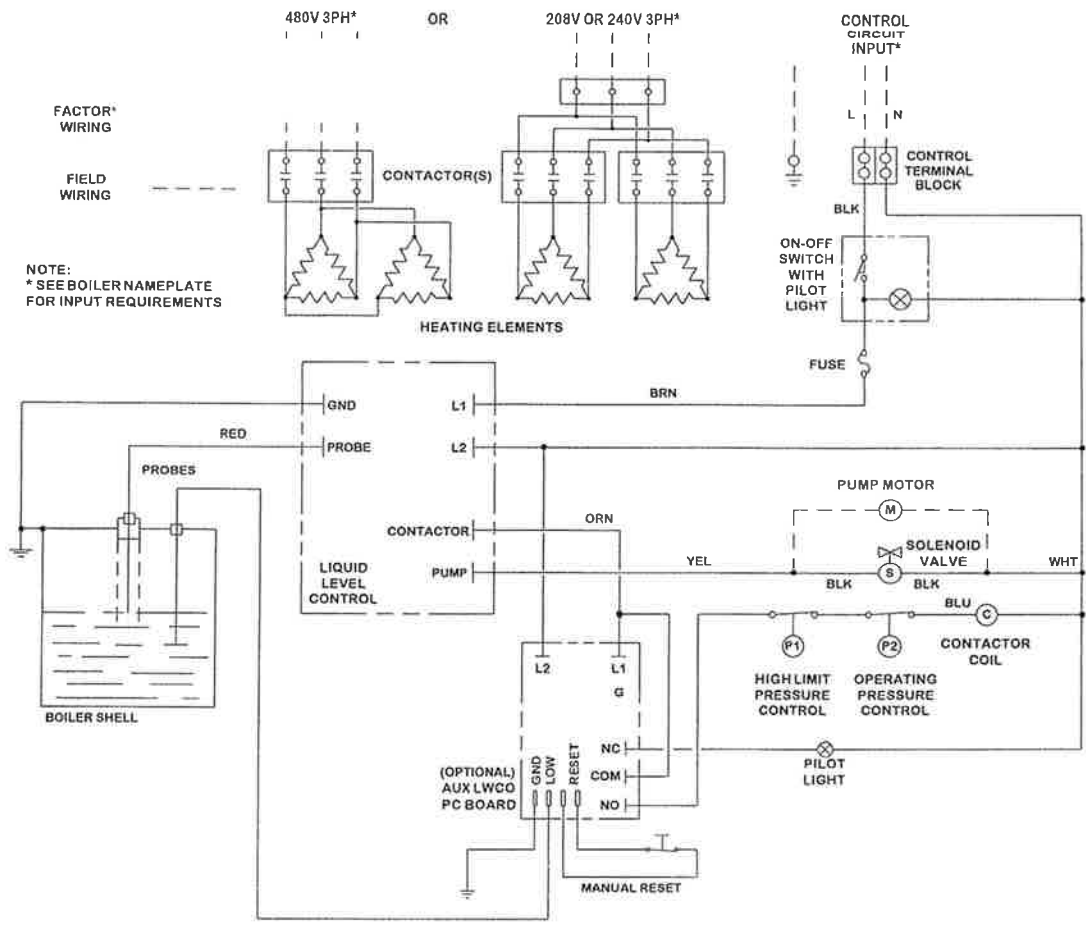 480V 3PH*
OR
208V OR 240V 3PH*
CONTROL
CIRCUIT
INPUT*
FACTOR*
WIRING
FIELD
WIRING
CONTACTOR(S)
L
N
CONTROL
TERMINAL
BLOCK
BLK
ON-OFF
SWITCH
WITH
PILOT
LIGHT
NOTE:
* SEE BOILER NAMEPLATE
FOR INPUT REQUIREMENTS
HEATING ELEMENTS
FUSE
BRN
GND
L1
RED
PROBE
L2
PROBES
PUMP MOTOR
M
CONTACTOR
ORN
SOLENOID
VALVE
PUMP
YEL
S
WHT
BLK
BLK
LIQUID
LEVEL
CONTROL
BLU
C
CONTACTOR
COIL
P1
P2
L2
L1
G
HIGH LIMIT
PRESSURE
CONTROL
OPERATING
PRESSURE
CONTROL
BOILER SHELL
NC
PILOT
LIGHT
(OPTIONAL)
AUX LWCO
PC BOARD
GND
LOW
RESET
COM
NO
MANUAL RESET